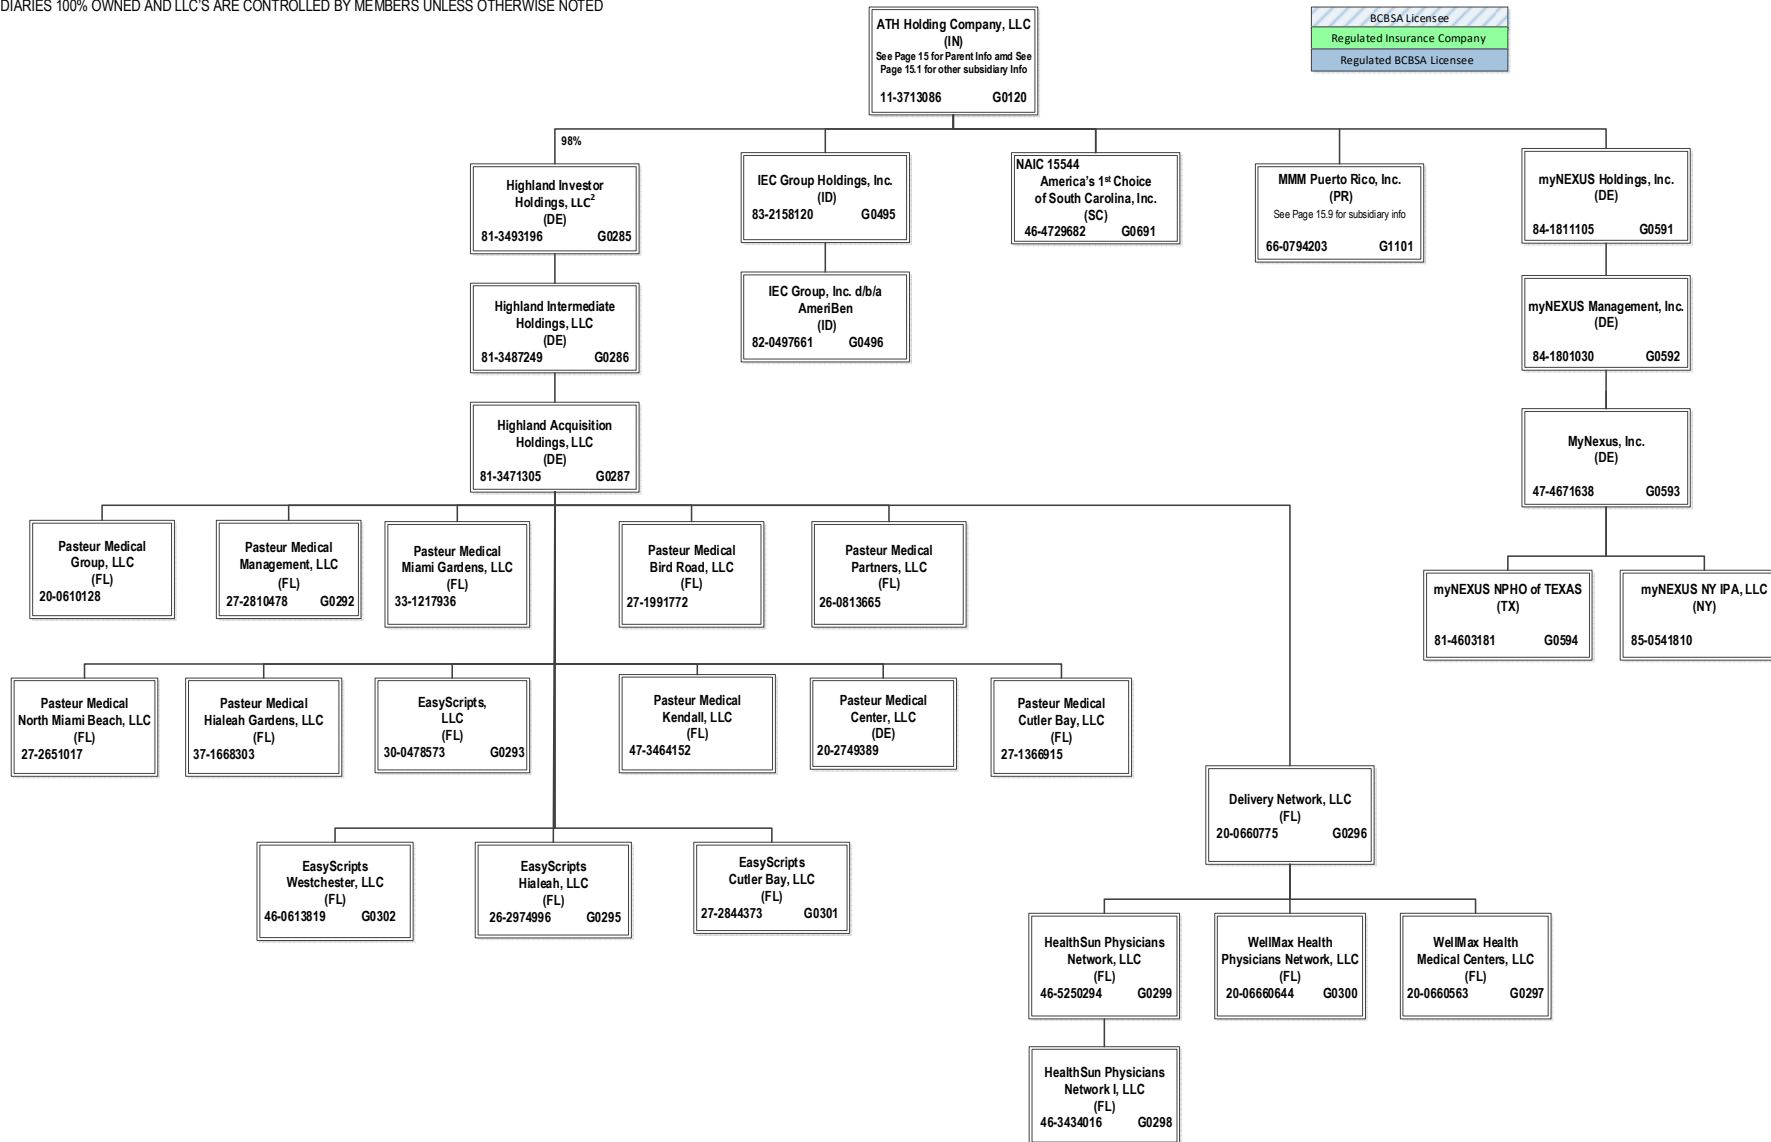 DIARIES 100% OWNED AND LLC'S ARE CONTROLLED BY MEMBERS UNLESS OTHERWISE NOTED
ATH Holding Company, LLC
(IN)
See Page 15 for Parent Info amd See
Page 15.1 for other subsidiary Info
11-3713086 G0120
BCBSA Licensee
Regulated Insurance Company
Regulated BCBSA Licensee
98%
Highland Investor
Holdings, LLC²
(DE)
81-3493196 G0285
IEC Group Holdings, Inc.
(ID)
83-2158120 G0495
NAIC 15544
America's 1st Choice
of South Carolina, Inc.
(SC)
46-4729682 G0691
MMM Puerto Rico, Inc.
(PR)
See Page 15.9 for subsidiary info
66-0794203 G1101
myNEXUS Holdings, Inc.
(DE)
84-1811105 G0591
Highland Intermediate
Holdings, LLC
(DE)
81-3487249 G0286
IEC Group, Inc. d/b/a
AmeriBen
(ID)
82-0497661 G0496
myNEXUS Management, Inc.
(DE)
84-1801030 G0592
Highland Acquisition
Holdings, LLC
(DE)
81-3471305 G0287
MyNexus, Inc.
(DE)
47-4671638 G0593
Pasteur Medical
Group, LLC
(FL)
20-0610128
Pasteur Medical
Management, LLC
(FL)
27-2810478 G0292
Pasteur Medical
Miami Gardens, LLC
(FL)
33-1217936
Pasteur Medical
Bird Road, LLC
(FL)
27-1991772
Pasteur Medical
Partners, LLC
(FL)
26-0813665
myNEXUS NPHO of TEXAS
(TX)
81-4603181 G0594
myNEXUS NY IPA, LLC
(NY)
85-0541810
Pasteur Medical
North Miami Beach, LLC
(FL)
27-2651017
Pasteur Medical
Hialeah Gardens, LLC
(FL)
37-1668303
EasyScripts,
LLC
(FL)
30-0478573 G0293
Pasteur Medical
Kendall, LLC
(FL)
47-3464152
Pasteur Medical
Center, LLC
(DE)
20-2749389
Pasteur Medical
Cutler Bay, LLC
(FL)
27-1366915
Delivery Network, LLC
(FL)
20-0660775 G0296
EasyScripts
Westchester, LLC
(FL)
46-0613819 G0302
EasyScripts
Hialeah, LLC
(FL)
26-2974996 G0295
EasyScripts
Cutler Bay, LLC
(FL)
27-2844373 G0301
HealthSun Physicians
Network, LLC
(FL)
46-5250294 G0299
WellMax Health
Physicians Network, LLC
(FL)
20-06660644 G0300
WellMax Health
Medical Centers, LLC
(FL)
20-0660563 G0297
HealthSun Physicians
Network I, LLC
(FL)
46-3434016 G0298